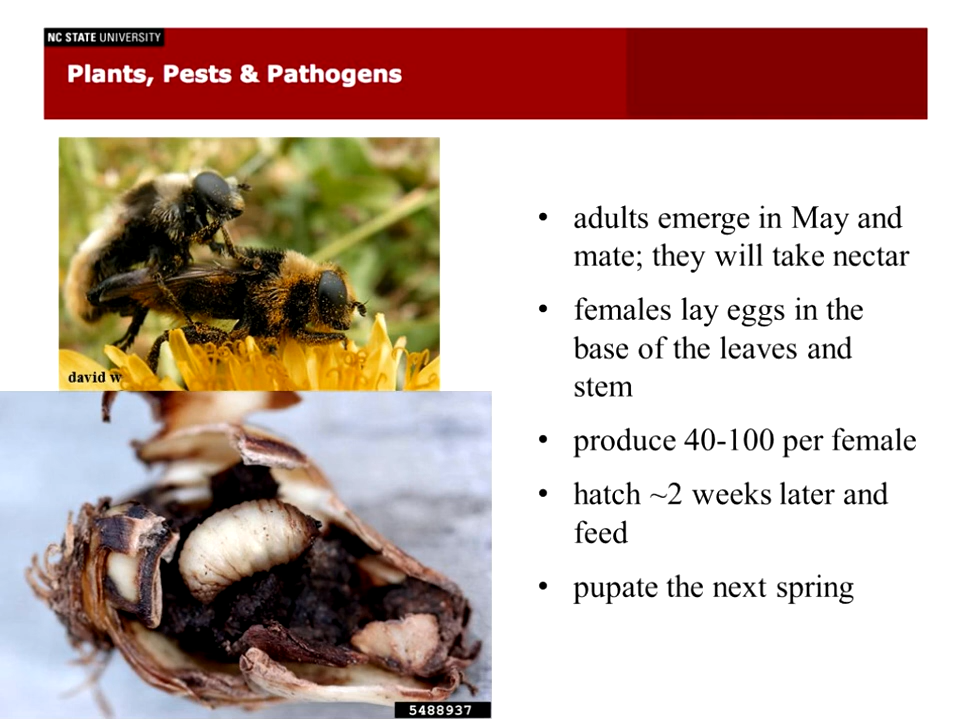 NC STATE UNIVERSITY
Plants, Pests & Pathogens
david w
• adults emerge in May and
mate; they will take nectar
• females lay eggs in the
base of the leaves and
stem
• produce 40-100 per female
• hatch ~2 weeks later and
feed
• pupate the next spring
5488937